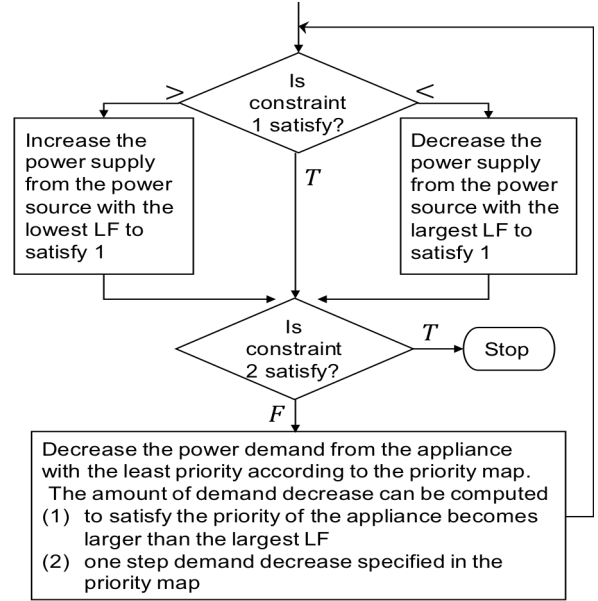 Is
constraint
1 satisfy?
>
<
Increase the
power supply
from the power
source with the
lowest LF to
satisfy 1
T
Decrease the
power supply
from the power
source with the
largest LF to
satisfy 1
Is
constraint
2 satisfy?
T
Stop
F
Decrease the power demand from the appliance
with the least priority according to the priority map.
The amount of demand decrease can be computed
(1) to satisfy the priority of the appliance becomes
larger than the largest LF
(2) one step demand decrease specified in the
priority map